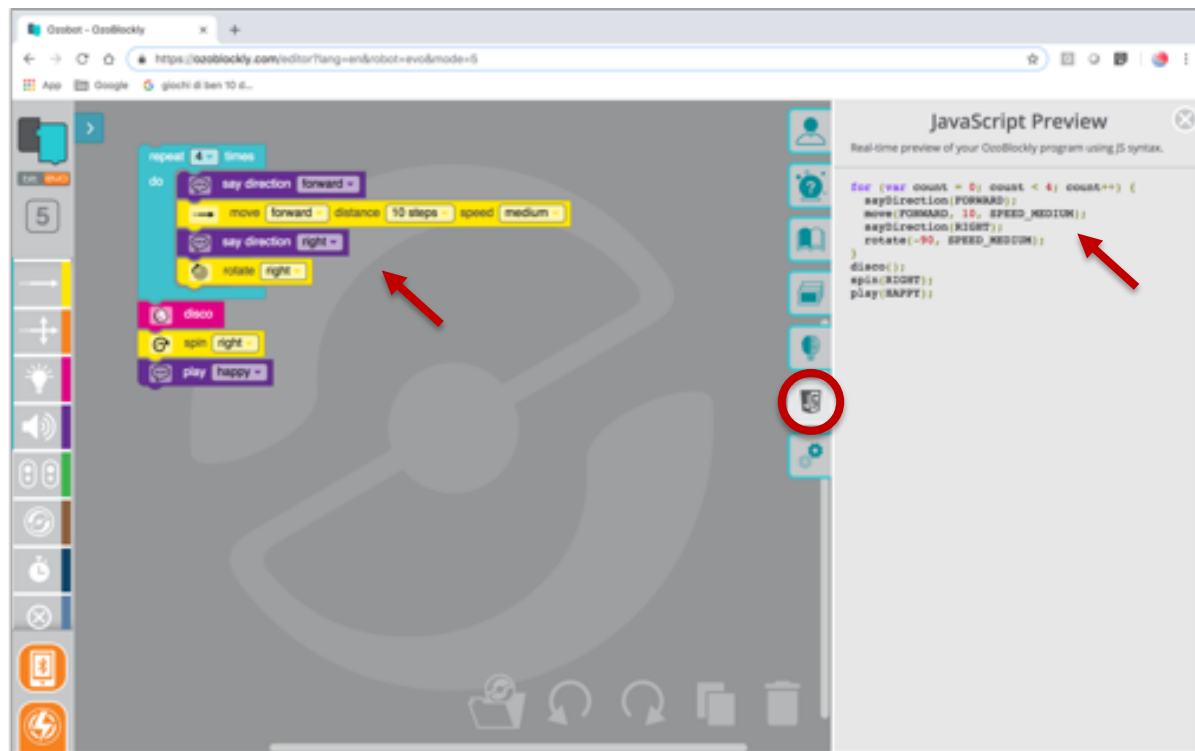 Ozobot - OzoBlockly
https://ozoblockly.com/editor?lang=en&robot=evo&mode=5
App Google giochi di ben 10 d...
bit evo
5
repeat 4 times
do say direction forward
move forward distance 10 steps speed medium
say direction right
rotate right
disco
spin right
play happy
JavaScript Preview
Real-time preview of your OzoBlockly program using JS syntax.
for (var count = 0; count < 4; count++) {
sayDirection(FORWARD);
move(FORWARD, 10, SPEED_MEDIUM);
sayDirection(RIGHT);
rotate(-90, SPEED_MEDIUM);
}
disco();
spin(RIGHT);
play(HAPPY);
JS